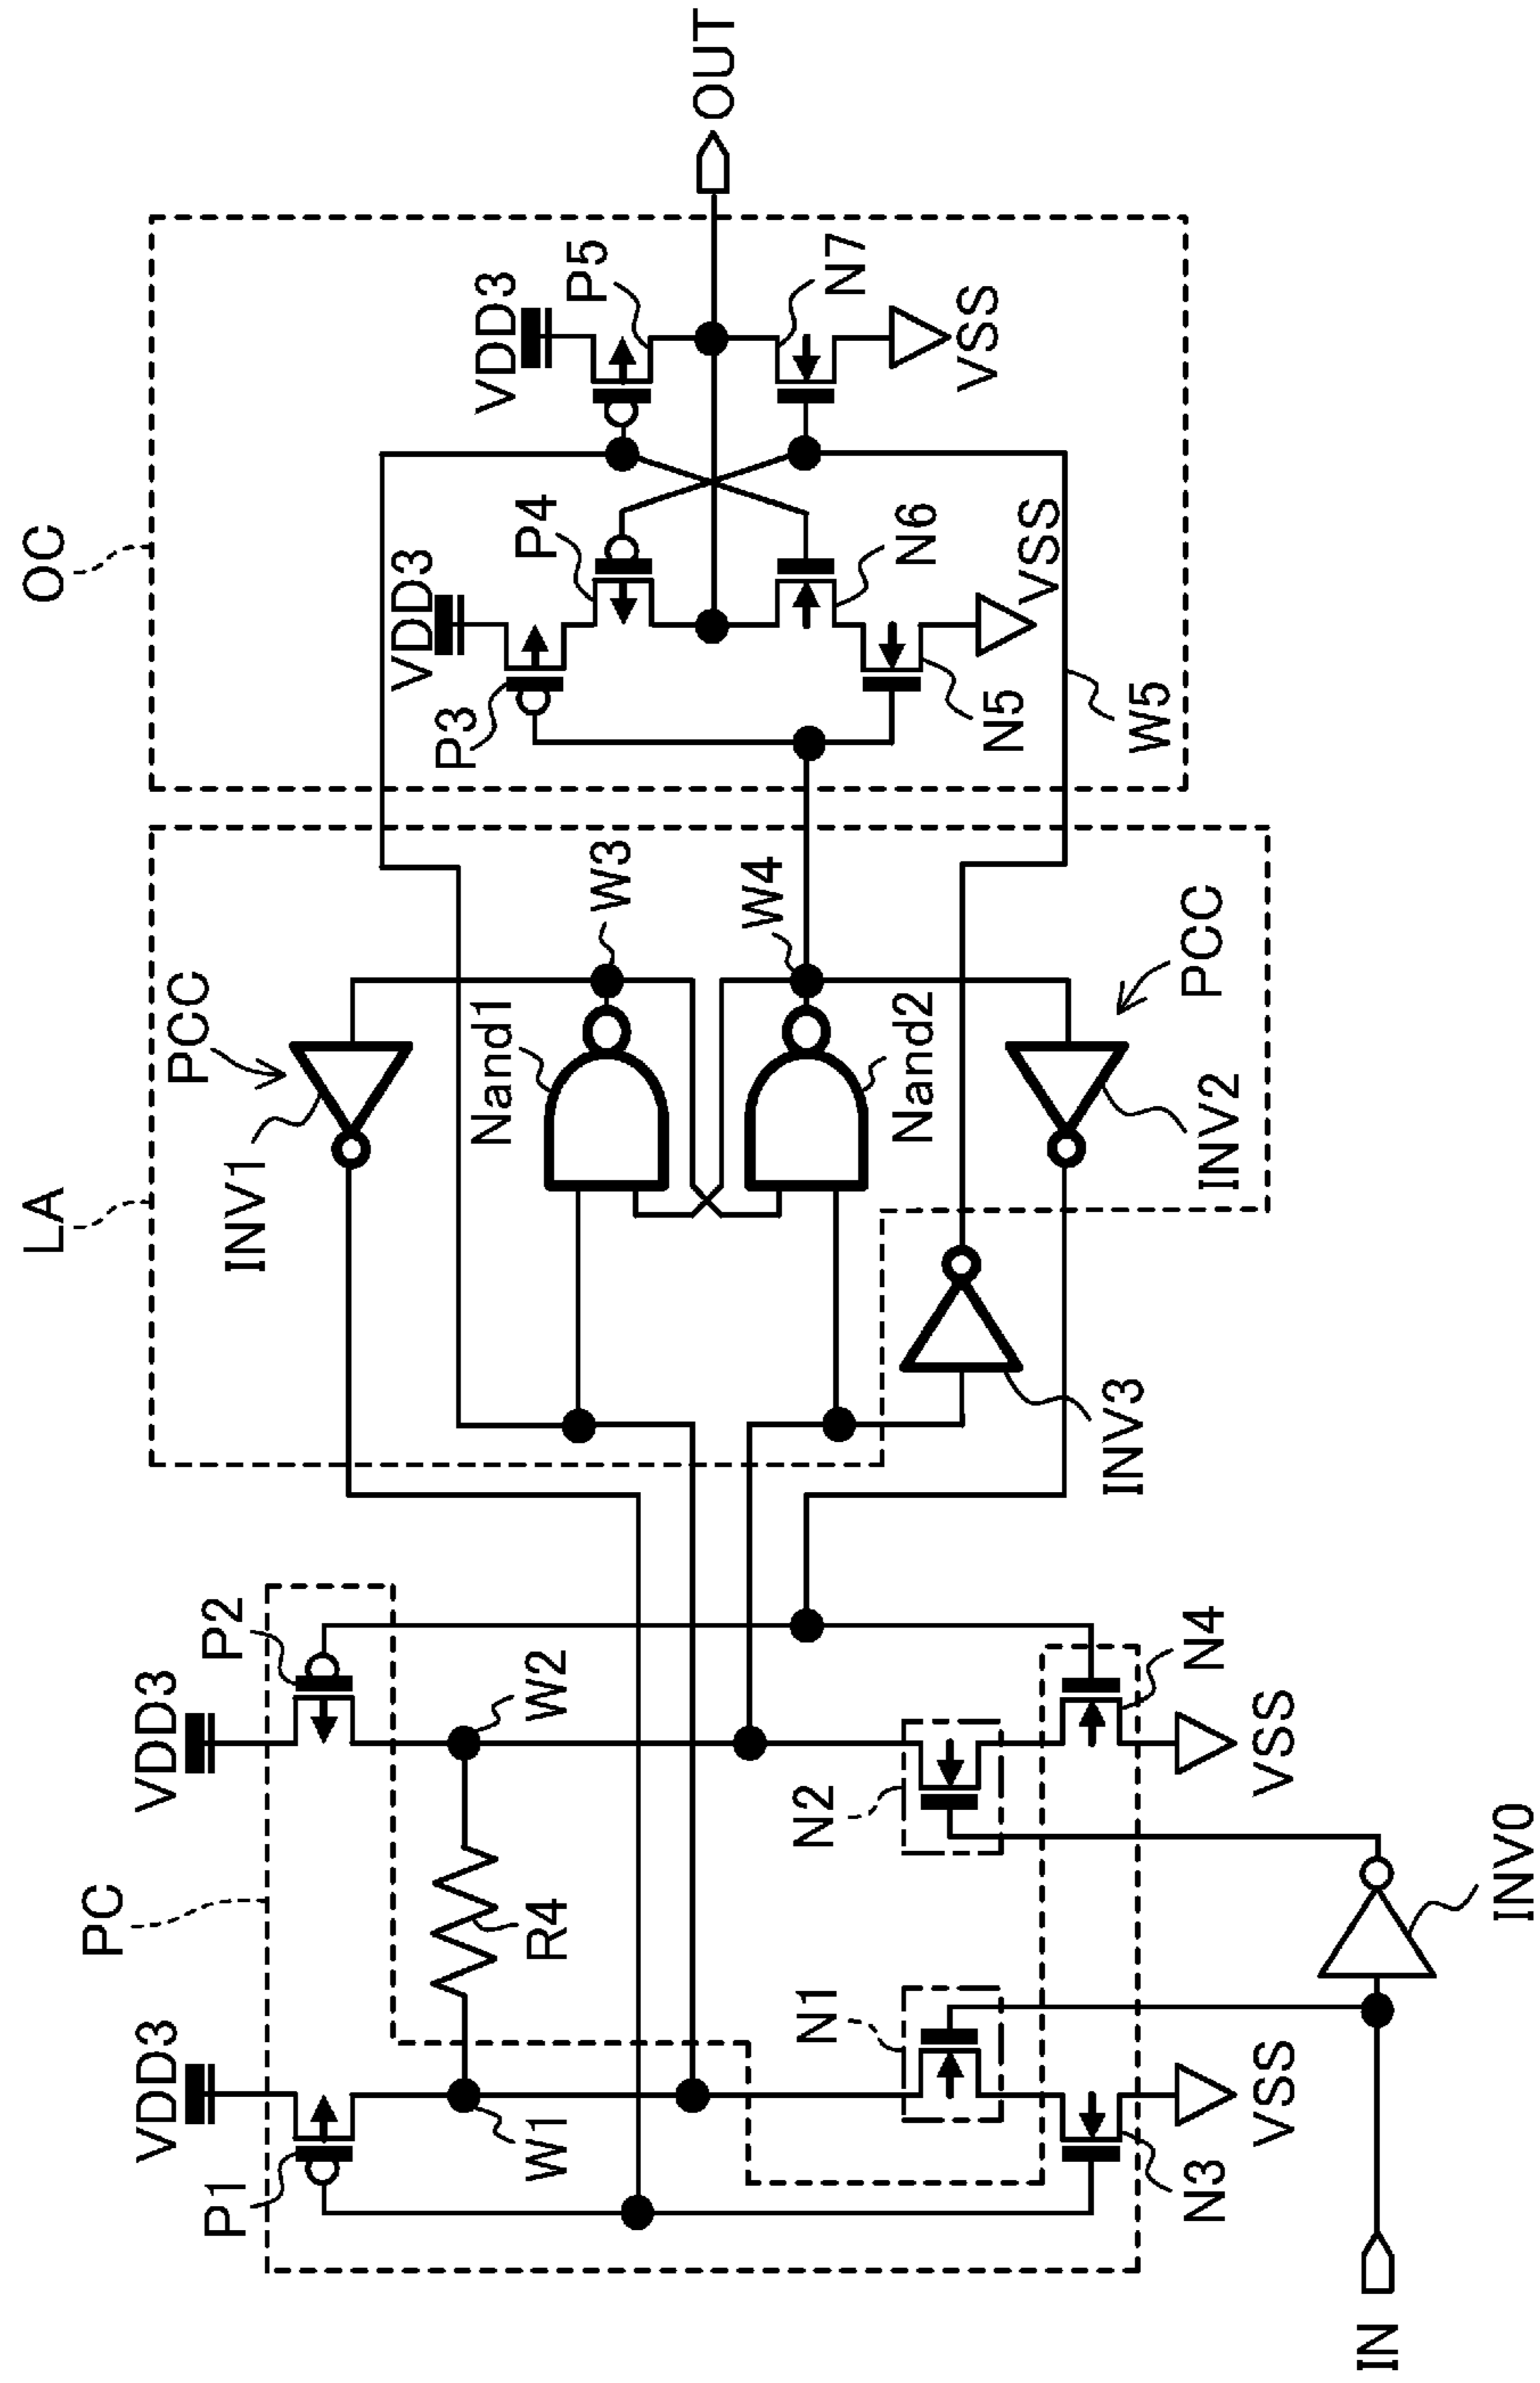 OC
LA
PC
VDD3
P5
OUT
N7
VSS
VDD3
P4
P3
N6
VSS
N5
W5
W3
W4
PCC
PCC
INV1
Nand1
Nand2
INV2
INV3
VDD3
P2
W2
R4
N2
N4
VSS
VDD3
P1
W1
N1
N3
VSS
INV0
IN